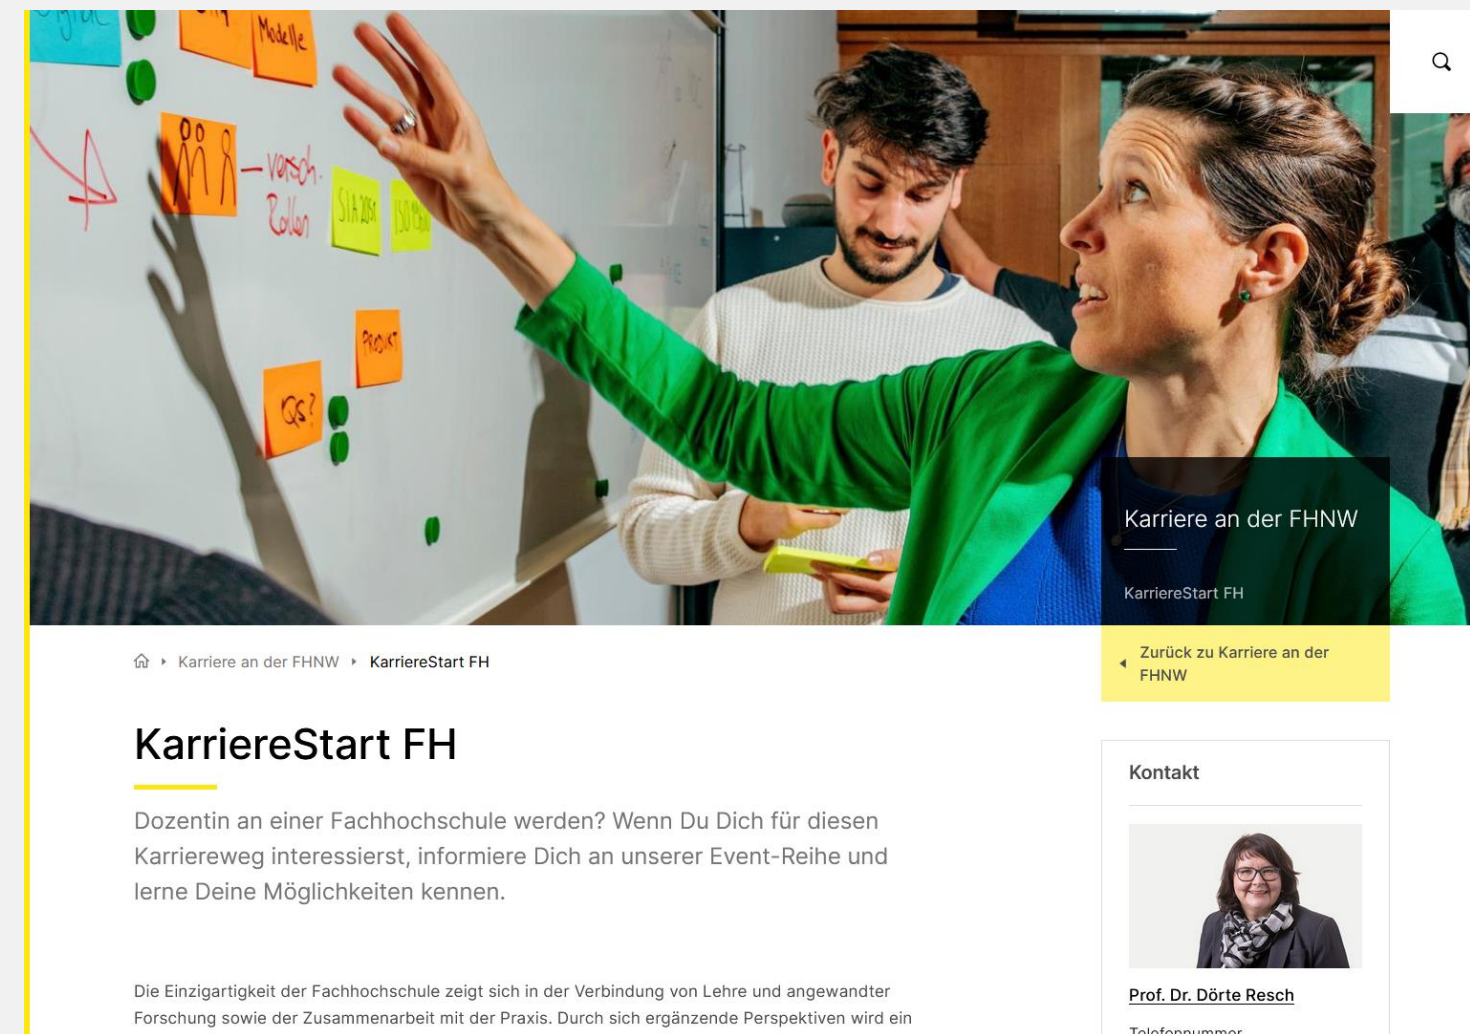 Modelle
versch.
Rollen
SIA 2051
PRODUKT
QS?
Karriere an der FHNW
KarriereStart FH
Zurück zu Karriere an der
FHNW
Karriere an der FHNW KarriereStart FH
KarriereStart FH
Dozentin an einer Fachhochschule werden? Wenn Du Dich für diesen
Karriereweg interessierst, informiere Dich an unserer Event-Reihe und
lerne Deine Möglichkeiten kennen.
Die Einzigartigkeit der Fachhochschule zeigt sich in der Verbindung von Lehre und angewandter
Forschung sowie der Zusammenarbeit mit der Praxis. Durch sich ergänzende Perspektiven wird ein
Kontakt
Prof. Dr. Dörte Resch
Telefonnummer